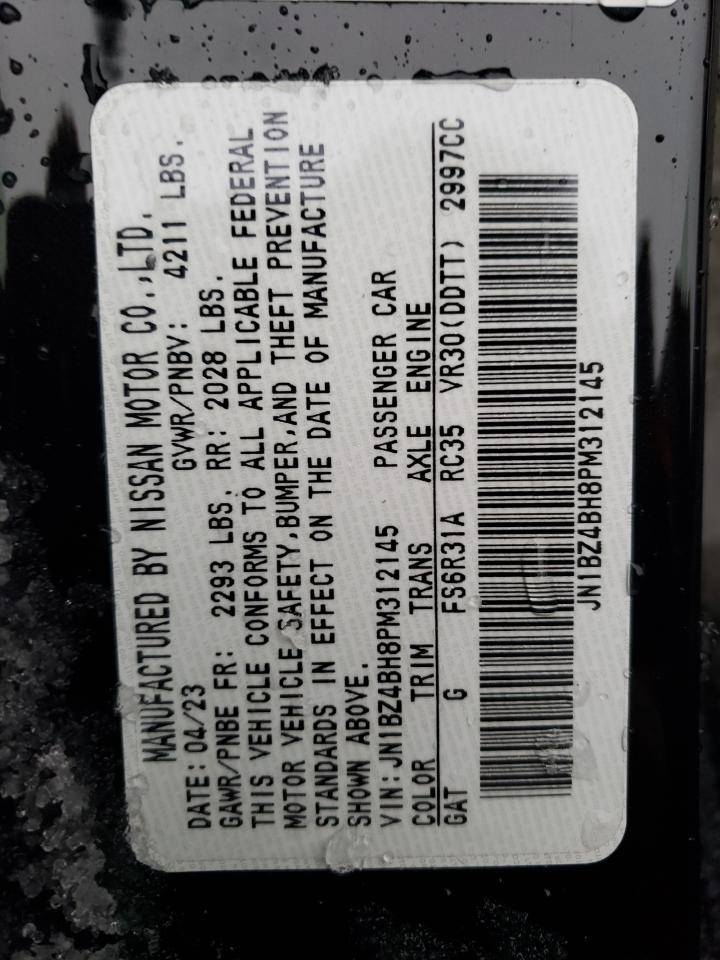 MANUFACTURED BY NISSAN MOTOR CO.,LTD.
DATE: 04/23 GVWR/PNBV: 4211 LBS.
GAWR/PNBE FR: 2293 LBS. RR: 2028 LBS.
THIS VEHICLE CONFORMS TO ALL APPLICABLE FEDERAL
MOTOR VEHICLE SAFETY,BUMPER,AND THEFT PREVENTION
STANDARDS IN EFFECT ON THE DATE OF MANUFACTURE
SHOWN ABOVE.
VIN:JN1BZ4BH8PM312145 PASSENGER CAR
COLOR TRIM TRANS AXLE ENGINE
GAT G FS6R31A RC35 VR30(DDTT) 2997CC
JN1BZ4BH8PM312145